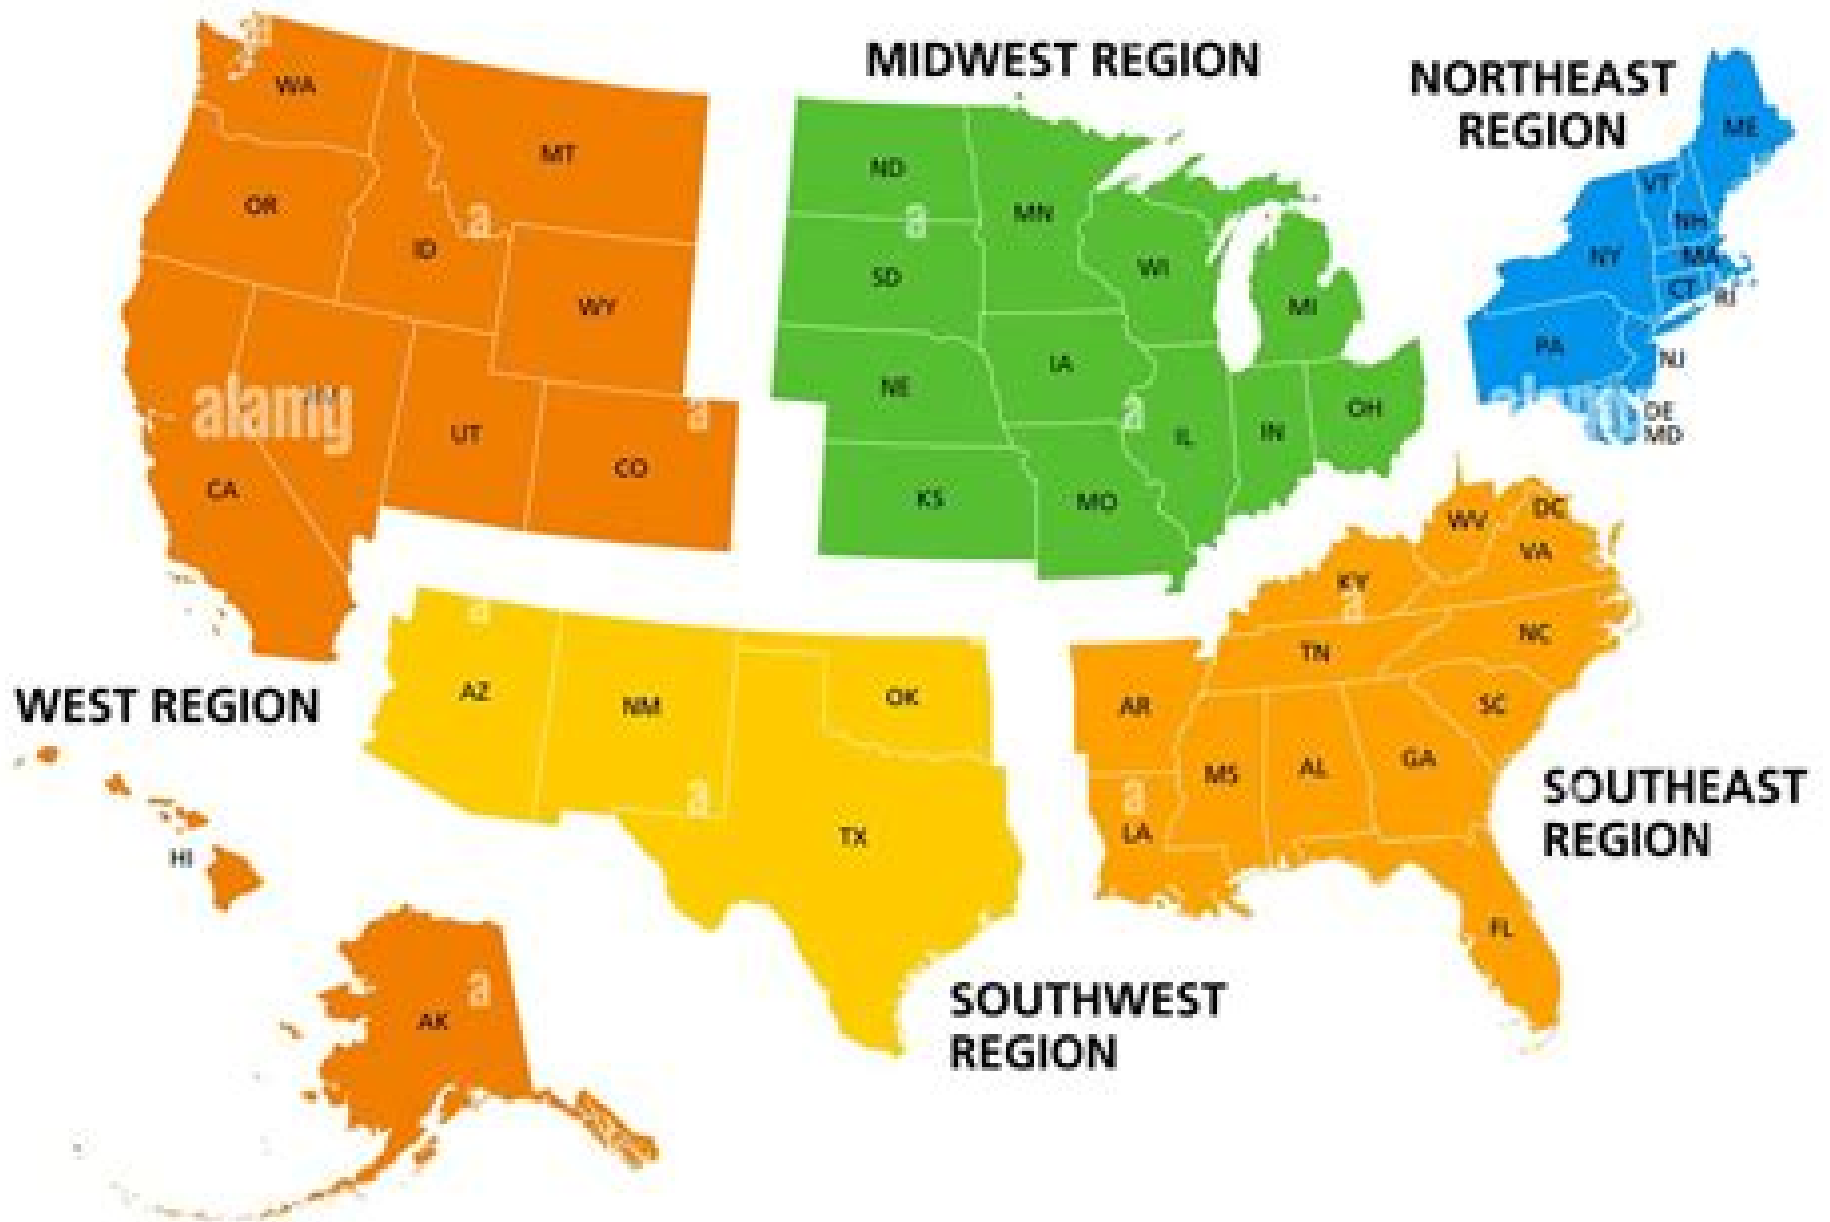 MIDWEST REGION
NORTHEAST
REGION
WA
MT
OR
ID
WY
UT
CO
CA
ND
MN
SD
WI
MI
NE
IA
IL
IN
OH
KS
MO
ME
VT
NH
NY
MA
CT
RI
PA
NJ
DE
MD
WV
DC
VA
KY
NC
TN
AR
SC
MS
AL
GA
LA
FL
AZ
NM
OK
TX
WEST REGION
HI
AK
SOUTHEAST
REGION
SOUTHWEST
REGION
alamy
alamy
a
a
a
a
a
a
a
a
a